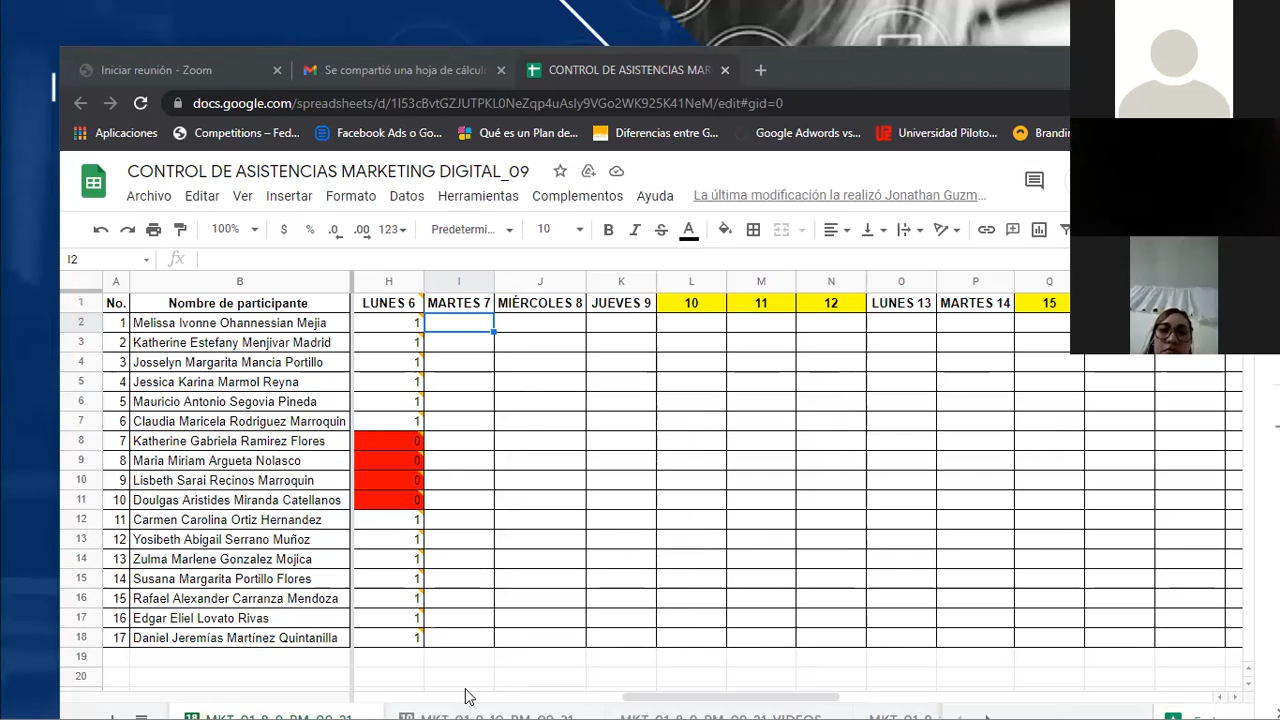 Iniciar reunión - Zoom
Se compartió una hoja de cálcul
CONTROL DE ASISTENCIAS MAR
docs.google.com/spreadsheets/d/1I53cBvtGZJUTPKL0NeZqp4uAsly9VGo2WK925K41NeM/edit#gid=0
Aplicaciones Competitions – Fed... Facebook Ads o Go... Qué es un Plan de... Diferencias entre G... Google Adwords vs... Universidad Piloto... Brandin
CONTROL DE ASISTENCIAS MARKETING DIGITAL_09
Archivo Editar Ver Insertar Formato Datos Herramientas Complementos Ayuda La última modificación la realizó Jonathan Guzm...
100% $ % .0 .00 123 Predetermi... 10 B I S A
I2 fx
A B H I J K L M N O P Q
1 No. Nombre de participante LUNES 6 MARTES 7 MIÉRCOLES 8 JUEVES 9 10 11 12 LUNES 13 MARTES 14 15
2 1 Melissa Ivonne Ohannessian Mejia 1
3 2 Katherine Estefany Menjivar Madrid 1
4 3 Josselyn Margarita Mancia Portillo 1
5 4 Jessica Karina Marmol Reyna 1
6 5 Mauricio Antonio Segovia Pineda 1
7 6 Claudia Maricela Rodriguez Marroquin 1
8 7 Katherine Gabriela Ramirez Flores 0
9 8 Maria Miriam Argueta Nolasco 0
10 9 Lisbeth Sarai Recinos Marroquin 0
11 10 Doulgas Aristides Miranda Catellanos 0
12 11 Carmen Carolina Ortiz Hernandez 1
13 12 Yosibeth Abigail Serrano Muñoz 1
14 13 Zulma Marlene Gonzalez Mojica 1
15 14 Susana Margarita Portillo Flores 1
16 15 Rafael Alexander Carranza Mendoza 1
17 16 Edgar Eliel Lovato Rivas 1
18 17 Daniel Jeremías Martínez Quintanilla 1
19
20